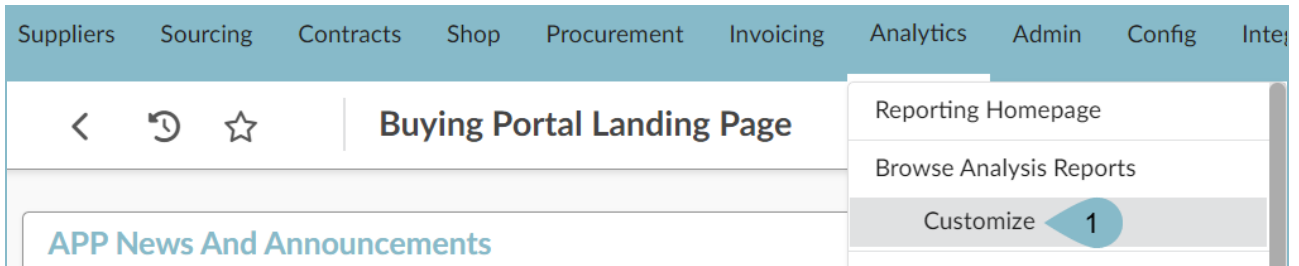 Suppliers Sourcing Contracts Shop Procurement Invoicing Analytics Admin Config Integ
Buying Portal Landing Page
Reporting Homepage
Browse Analysis Reports
Customize 1
APP News And Announcements